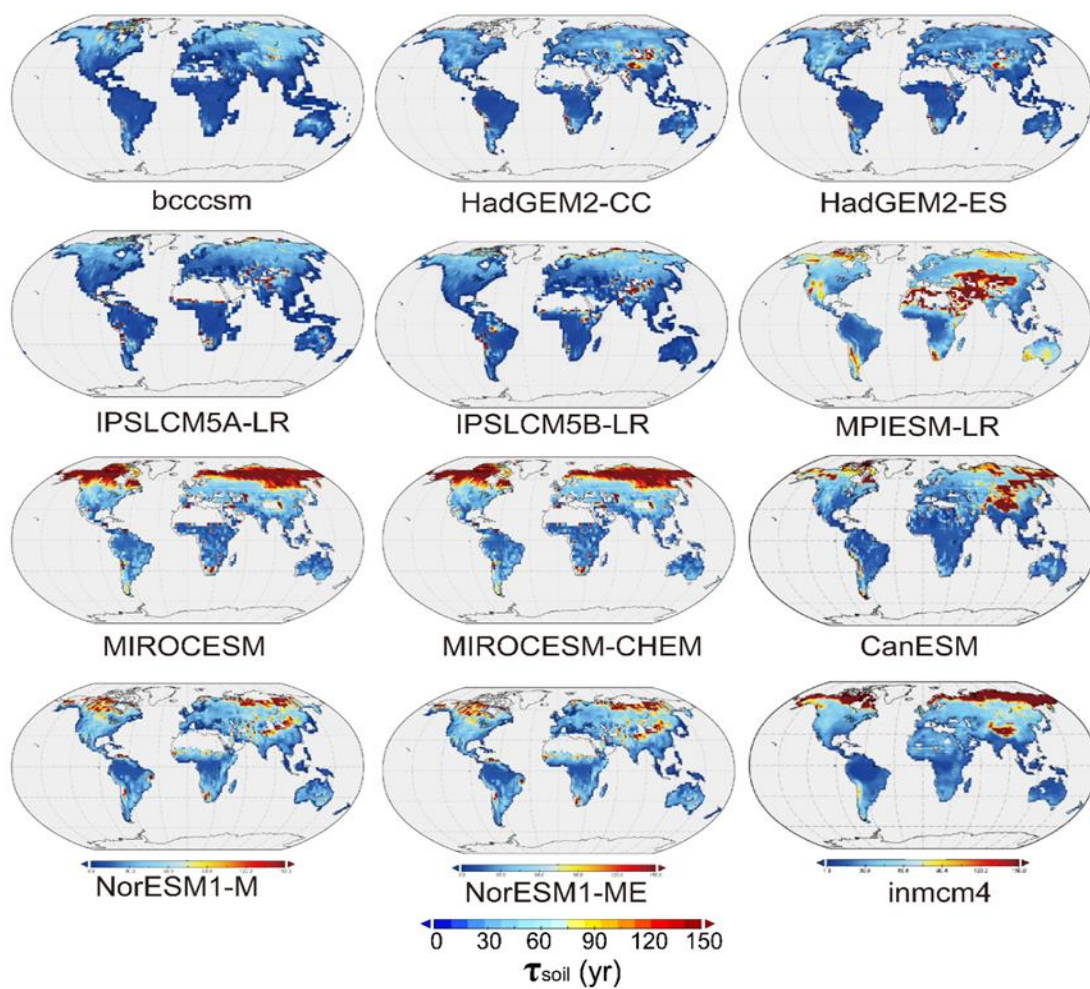 bcccsm HadGEM2-CC HadGEM2-ES
IPSLCM5A-LR IPSLCM5B-LR MPIESM-LR
MIROCESM MIROCESM-CHEM CanESM
NorESM1-M NorESM1-ME inmcm4
0 30 60 90 120 150
τsoil (yr)